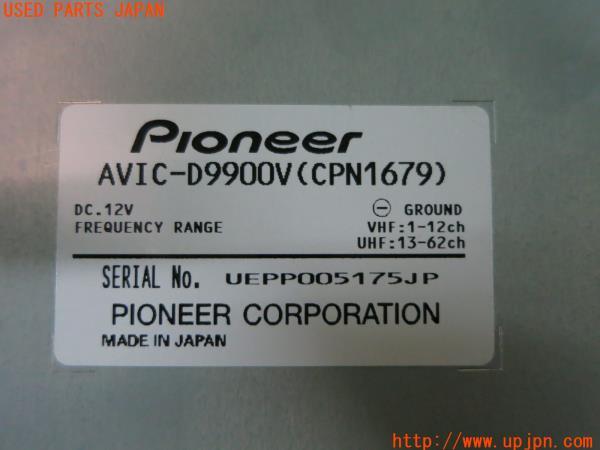 USED PARTS JAPAN
Pioneer
AVIC-D9900V(CPN1679)
DC.12V ⊖ GROUND
FREQUENCY RANGE VHF:1-12ch
UHF:13-62ch
SERIAL No. UEPP005175JP
PIONEER CORPORATION
MADE IN JAPAN
http://www.upjpn.com/